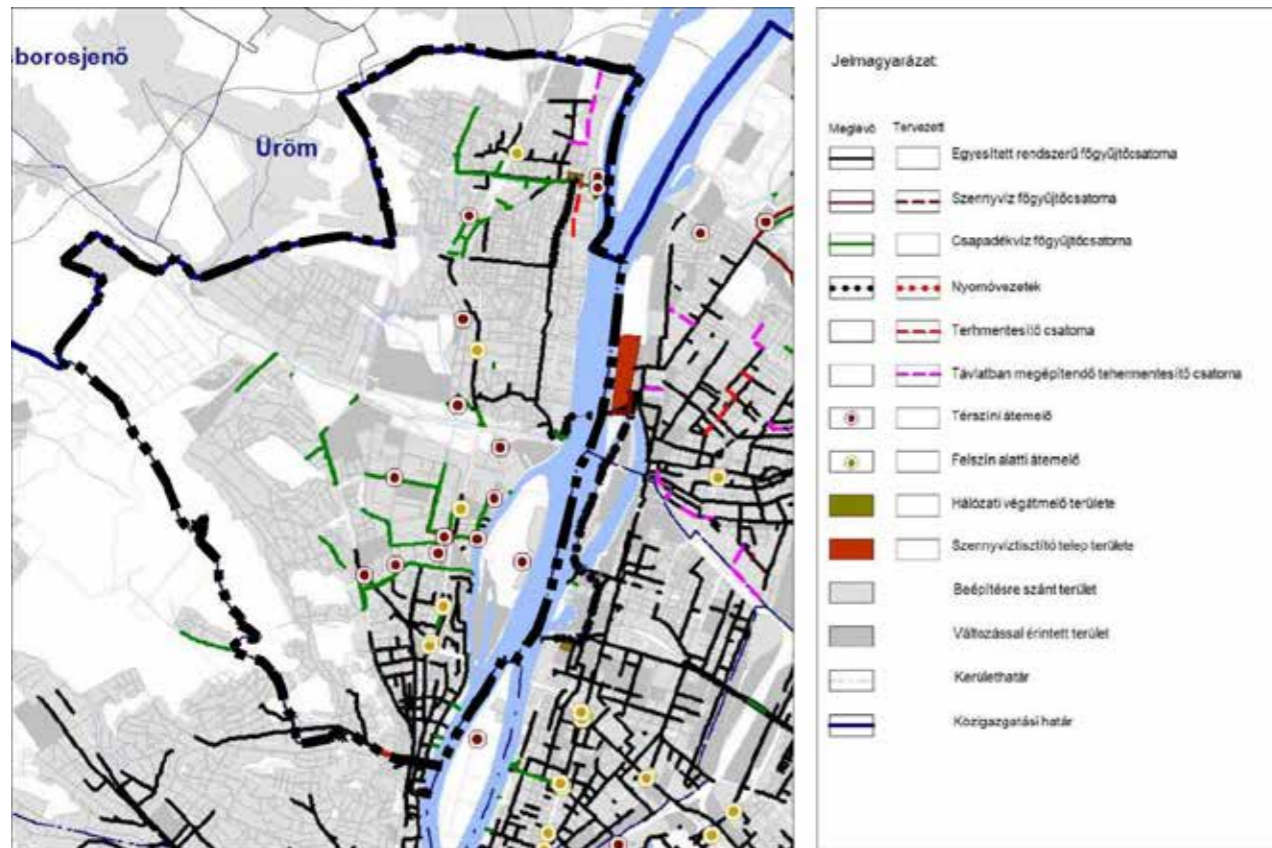 sborosjenő
Üröm
Jelmagyarázat:
Meglévő Tervezett
Egyesített rendszerű főgyűjtőcsatorna
Szennyvíz főgyűjtőcsatorna
Csapadékvíz főgyűjtőcsatorna
Nyomóvezeték
Terhmentesítő csatorna
Távlatban megépítendő tehermentesítő csatorna
Térszíni átemelő
Felszín alatti átemelő
Hálózati végátmelő területe
Szennyvíztisztító telep területe
Beépítésre szánt terület
Változással érintett terület
Kerülethatár
Közigazgatási határ